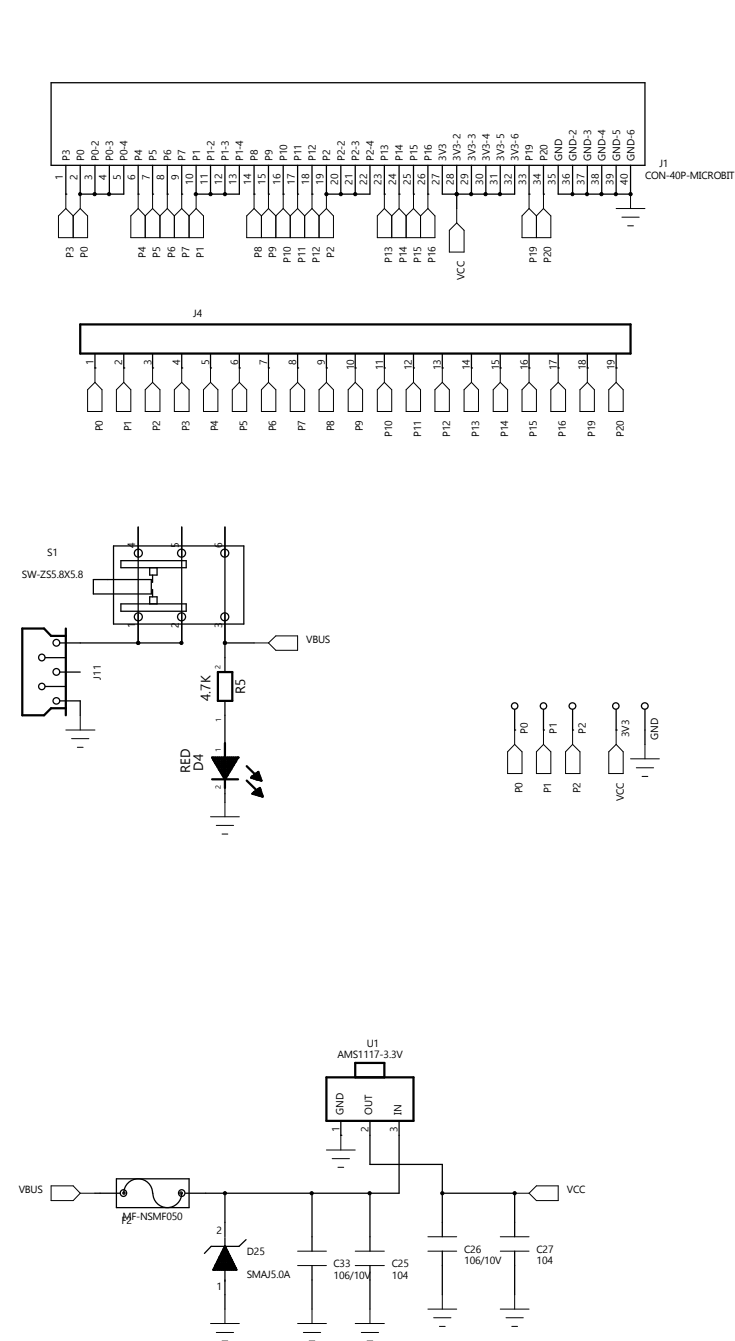 P3 P0 P0-2 P0-3 P0-4 P4 P5 P6 P7 P1 P1-2 P1-3 P1-4 P8 P9 P10 P11 P12 P2 P2-2 P2-3 P2-4 P13 P14 P15 P16 3V3 3V3-2 3V3-3 3V3-4 3V3-5 3V3-6 P19 P20 GND GND-2 GND-3 GND-4 GND-5 GND-6
J1
CON-40P-MICROBIT
1 2 3 4 5 6 7 8 9 10 11 12 13 14 15 16 17 18 19 20 21 22 23 24 25 26 27 28 29 30 31 32 33 34 35 36 37 38 39 40
P3 P0 P4 P5 P6 P7 P1 P8 P9 P10 P11 P12 P2 P13 P14 P15 P16 VCC P19 P20
J4
1 2 3 4 5 6 7 8 9 10 11 12 13 14 15 16 17 18 19
P0 P1 P2 P3 P4 P5 P6 P7 P8 P9 P10 P11 P12 P13 P14 P15 P16 P19 P20
4 5 6
S1
SW-ZS5.8X5.8
1 2 3
VBUS
J11
2
4.7K
R5
1
1
RED
D4
2
P0 P1 P2 3V3 GND
P0 P1 P2 VCC
U1
AMS1117-3.3V
GND OUT IN
1 2 3
VBUS
VCC
MF-NSMF050
F2
2
D25
SMAJ5.0A
1
C33
106/10V
C25
104
C26
106/10V
C27
104